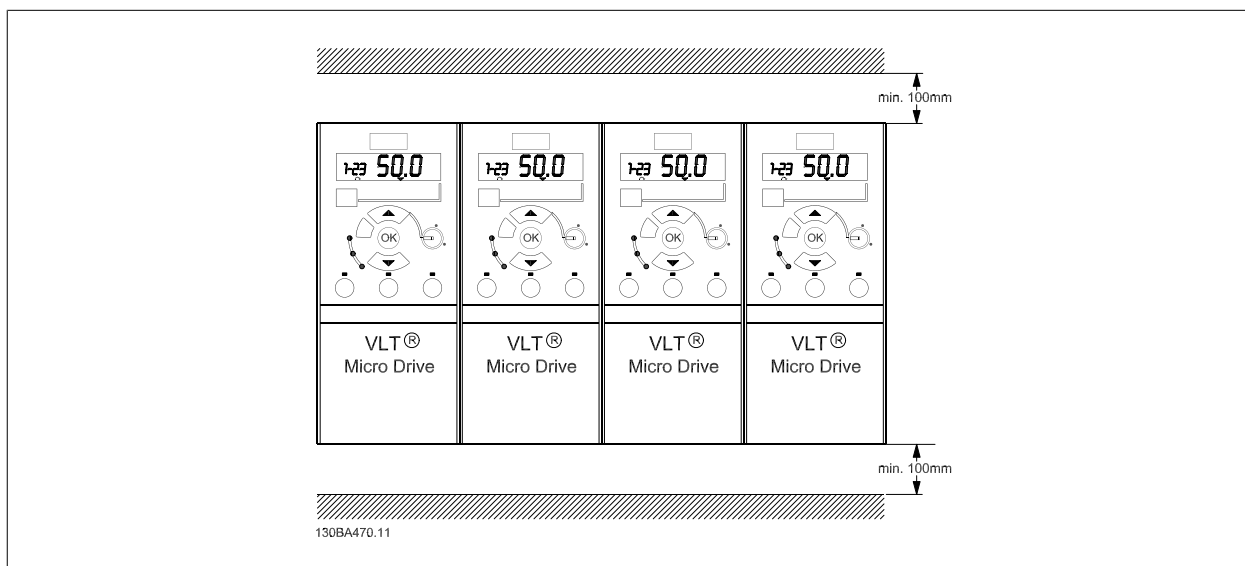 min. 100mm
1-23 50.0
1-23 50.0
1-23 50.0
1-23 50.0
OK
OK
OK
OK
VLT®
Micro Drive
VLT®
Micro Drive
VLT®
Micro Drive
VLT®
Micro Drive
min. 100mm
130BA470.11